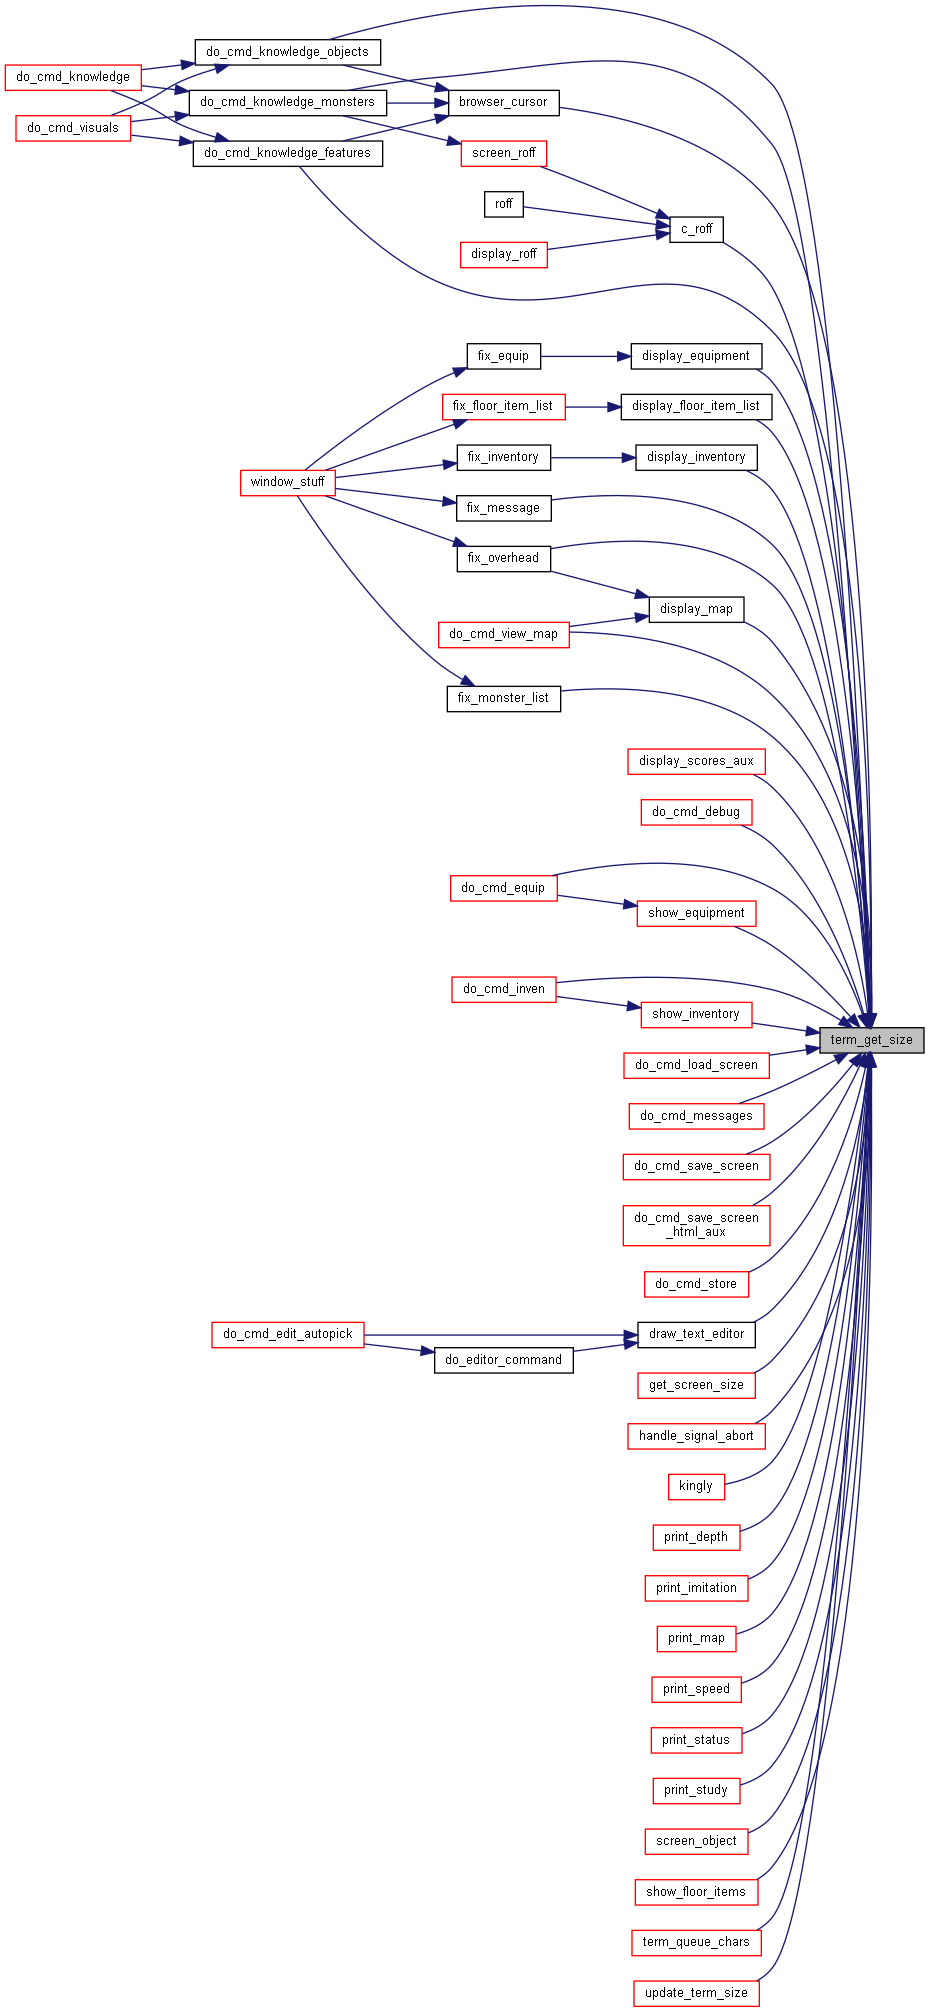 do_cmd_knowledge_objects
do_cmd_knowledge
do_cmd_knowledge_monsters
browser_cursor
do_cmd_visuals
do_cmd_knowledge_features
screen_roff
roff
c_roff
display_roff
fix_equip
display_equipment
fix_floor_item_list
display_floor_item_list
fix_inventory
display_inventory
window_stuff
fix_message
fix_overhead
display_map
do_cmd_view_map
fix_monster_list
display_scores_aux
do_cmd_debug
do_cmd_equip
show_equipment
do_cmd_inven
show_inventory
term_get_size
do_cmd_load_screen
do_cmd_messages
do_cmd_save_screen
do_cmd_save_screen
_html_aux
do_cmd_store
do_cmd_edit_autopick
draw_text_editor
do_editor_command
get_screen_size
handle_signal_abort
kingly
print_depth
print_imitation
print_map
print_speed
print_status
print_study
screen_object
show_floor_items
term_queue_chars
update_term_size